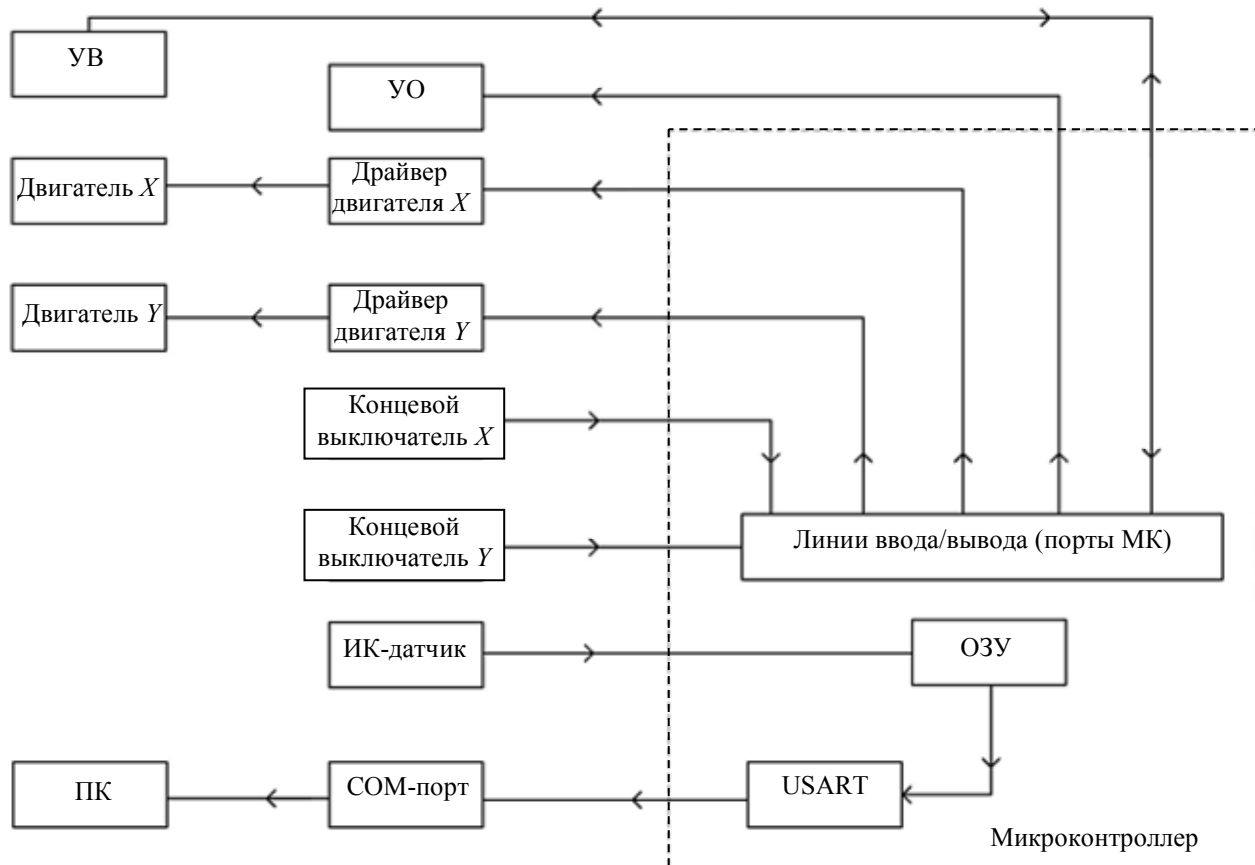 УВ
УО
Двигатель X
Драйвер
двигателя X
Двигатель Y
Драйвер
двигателя Y
Концевой
выключатель X
Концевой
выключатель Y
Линии ввода/вывода (порты МК)
ИК-датчик
ОЗУ
ПК
COM-порт
USART
Микроконтроллер